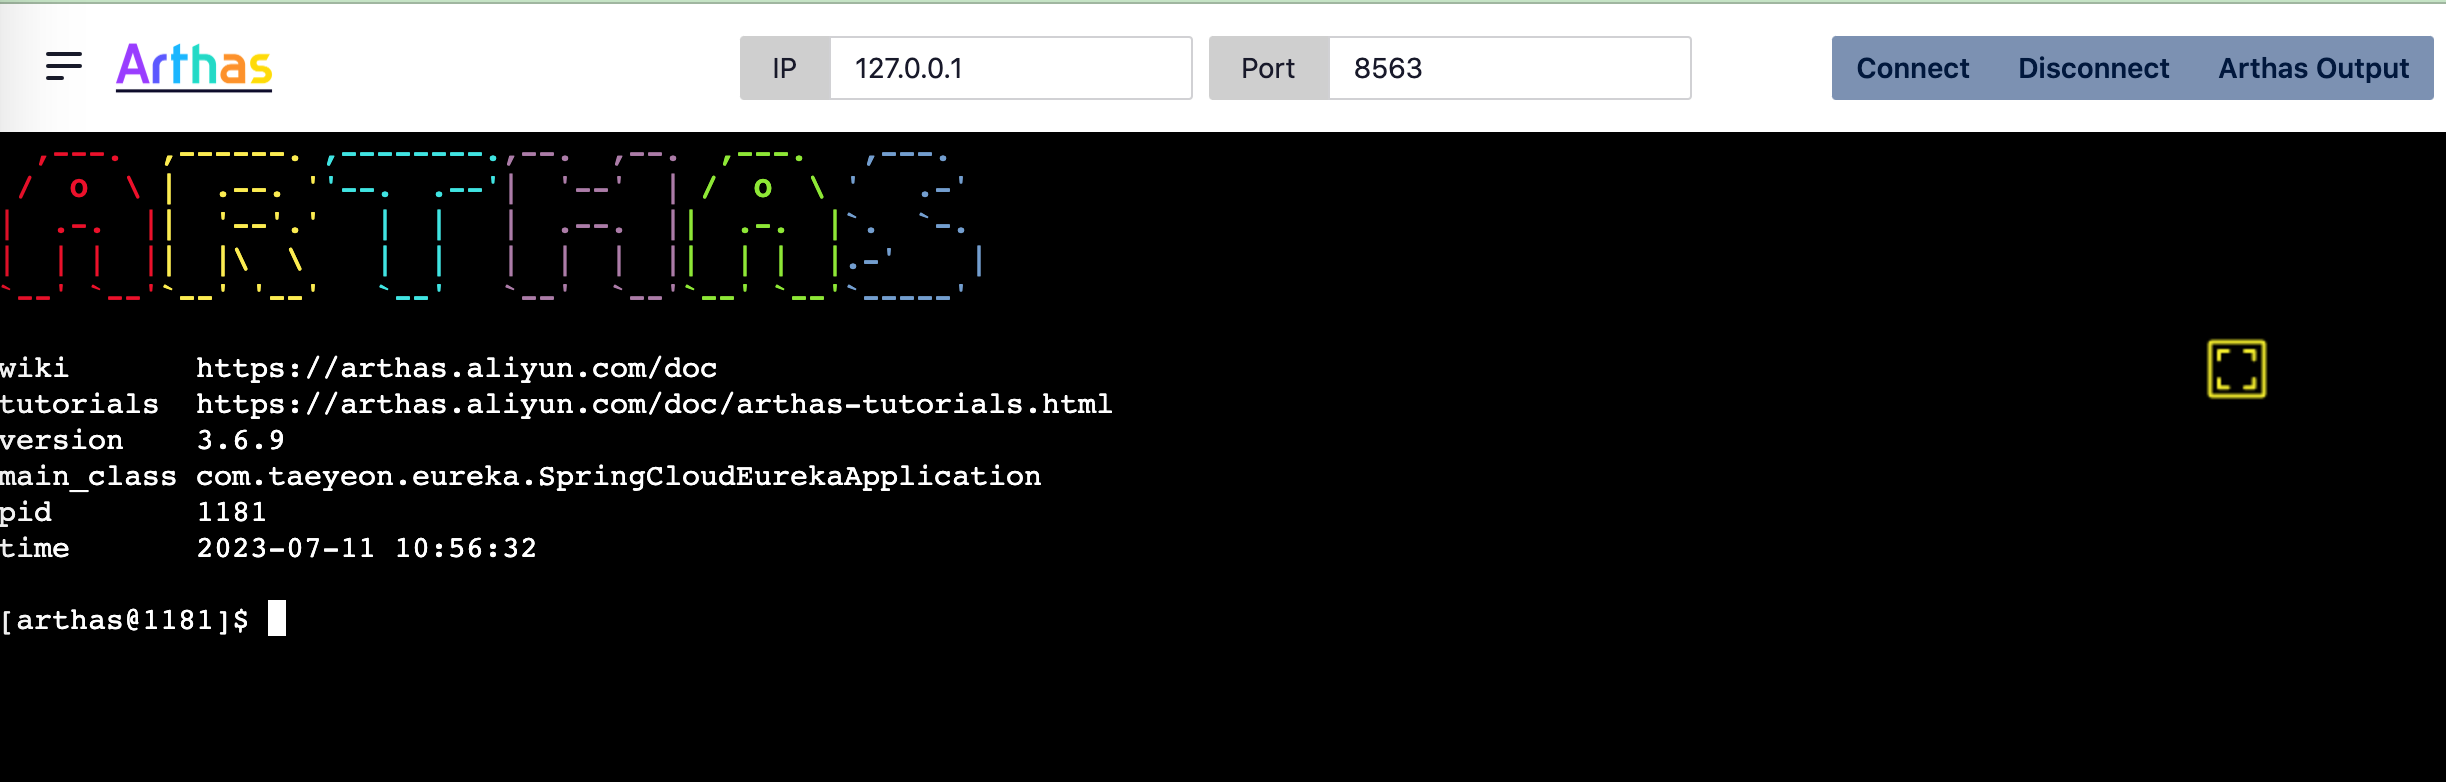 Arthas
IP 127.0.0.1
Port 8563
Connect Disconnect Arthas Output
ARTHAS
wiki https://arthas.aliyun.com/doc
tutorials https://arthas.aliyun.com/doc/arthas-tutorials.html
version 3.6.9
main_class com.taeyeon.eureka.SpringCloudEurekaApplication
pid 1181
time 2023-07-11 10:56:32
[arthas@1181]$